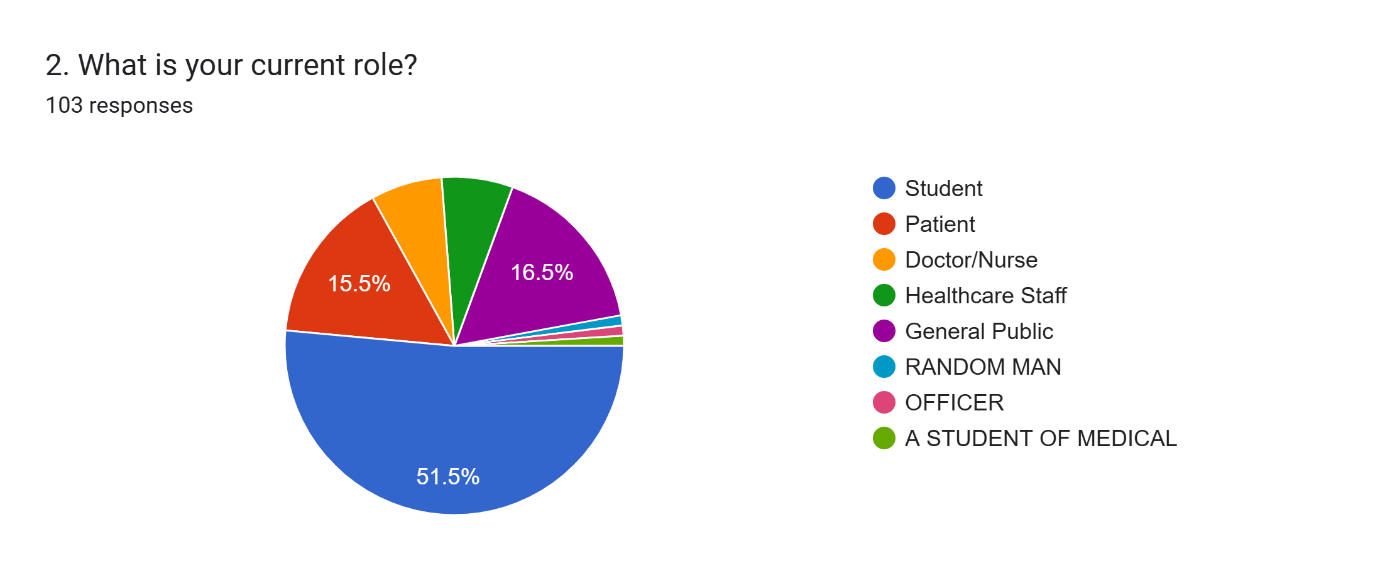 2. What is your current role?
103 responses
15.5%
16.5%
51.5%
Student
Patient
Doctor/Nurse
Healthcare Staff
General Public
RANDOM MAN
OFFICER
A STUDENT OF MEDICAL